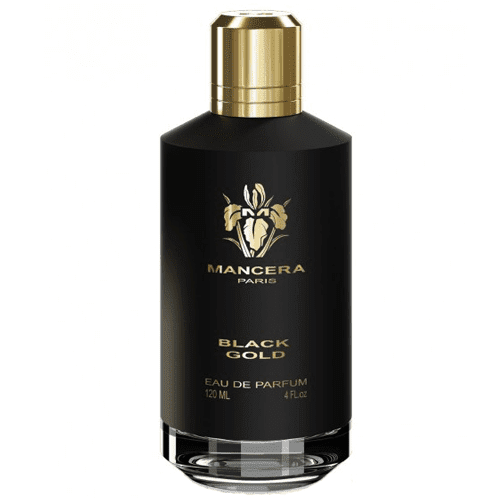 M
MANCERA
PARIS
BLACK
GOLD
EAU DE PARFUM
120 ML 4 FL.oz